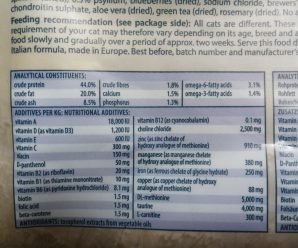 chondroitin sulphate, aloe vera (dried), green tea (dried), rosemary (dried). No a
Feeding recommendation (see package side): All cats are different. These
requirement of your cat may therefore vary depending on its age, breed and a
food slowly and gradually over a period of approx. two weeks. Serve this food d
Italian formula, made in Europe. Best before, batch number and manufacturer'
ANALYTICAL CONSTITUENTS:
crude protein 44.0% crude fibres 1.8% omega-6-fatty acids 3.1%
crude fat 20.0% calcium 1.5% omega-3-fatty acids 1.4%
crude ash 8.5% phosphorus 1.3%
ADDITIVES PER KG: NUTRITIONAL ADDITIVES:
vitamin A 18,000 IU
vitamin D (as vitamin D3) 1,200 IU
vitamin E 600 mg
vitamin C 300 mg
niacin 150 mg
D-panthenol 50 mg
vitamin B2 (as riboflavin) 20 mg
vitamin B1 (as thiamine mononitrate) 10 mg
vitamin B6 (as pyridoxine hydrochloride) 8.1 mg
biotin 1.5 mg
folic acid 1.5 mg
beta-carotene 1.5 mg
vitamin B12 (as cyanocobalamin) 0.1 mg
choline chloride 2,500 mg
zinc (as zinc chelate of
hydroxy analogue of methionine) 910 mg
manganese (as manganese chelate
of hydroxy analogue of methionine) 380 mg
iron (as ferrous chelate of glycine hydrate) 250 mg
copper (as copper chelate of hydroxy
analogue of methionine) 88 mg
DL-methionine 5,000 mg
taurine 4,000 mg
L-carnitine 300 mg
ANTIOXIDANTS: tocopherol extracts from vegetable oils